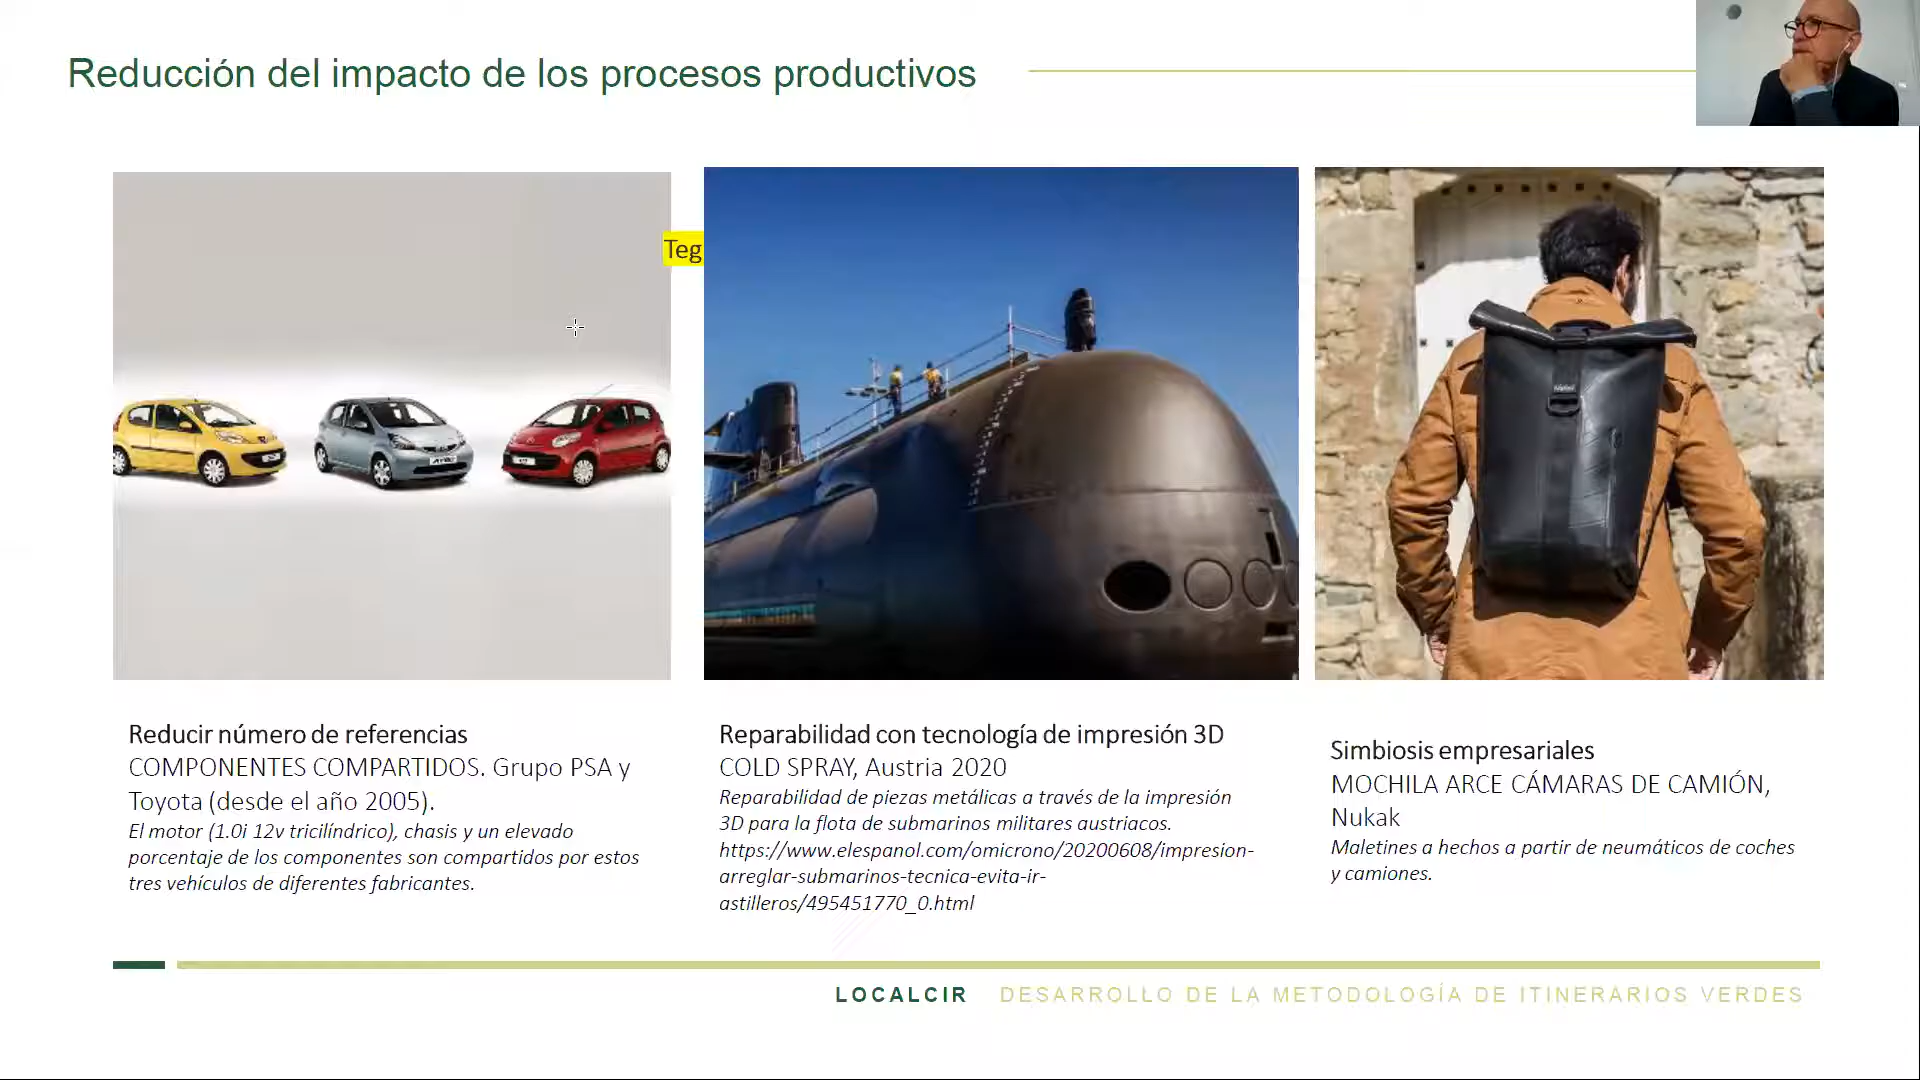 Reducción del impacto de los procesos productivos
Teg
Reducir número de referencias
COMPONENTES COMPARTIDOS. Grupo PSA y
Toyota (desde el año 2005).
El motor (1.0i 12v tricilíndrico), chasis y un elevado
porcentaje de los componentes son compartidos por estos
tres vehículos de diferentes fabricantes.
Reparabilidad con tecnología de impresión 3D
COLD SPRAY, Austria 2020
Reparabilidad de piezas metálicas a través de la impresión
3D para la flota de submarinos militares austriacos.
https://www.elespanol.com/omicrono/20200608/impresion-
arreglar-submarinos-tecnica-evita-ir-
astilleros/495451770_0.html
Simbiosis empresariales
MOCHILA ARCE CÁMARAS DE CAMIÓN,
Nukak
Maletines a hechos a partir de neumáticos de coches
y camiones.
LOCALCIR DESARROLLO DE LA METODOLOGÍA DE ITINERARIOS VERDES